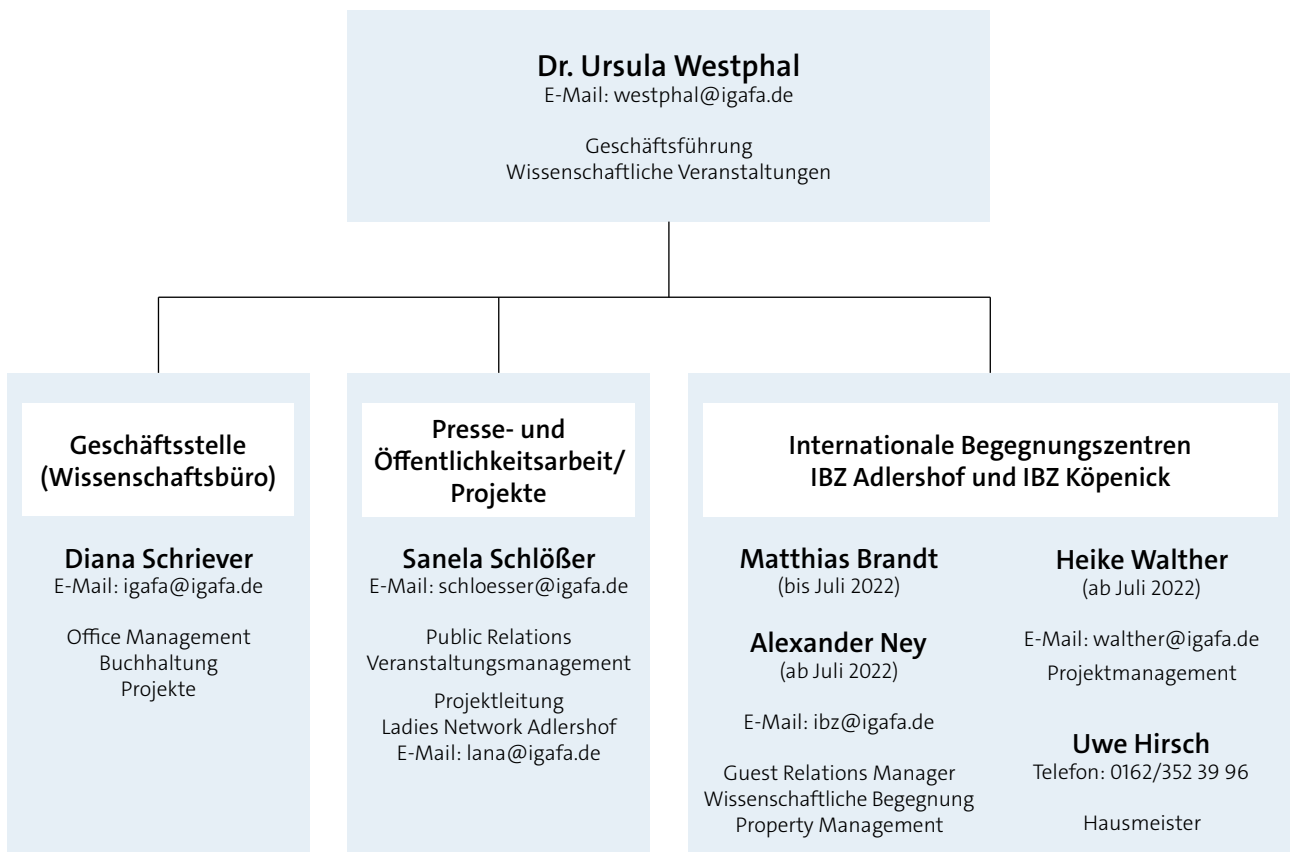 Dr. Ursula Westphal
E-Mail: westphal@igafa.de
Geschäftsführung
Wissenschaftliche Veranstaltungen
Geschäftsstelle
(Wissenschaftsbüro)
Diana Schriever
E-Mail: igafa@igafa.de
Office Management
Buchhaltung
Projekte
Presse- und
Öffentlichkeitsarbeit/
Projekte
Sanela Schlößer
E-Mail: schloesser@igafa.de
Public Relations
Veranstaltungsmanagement
Projektleitung
Ladies Network Adlershof
E-Mail: lana@igafa.de
Internationale Begegnungszentren
IBZ Adlershof und IBZ Köpenick
Matthias Brandt
(bis Juli 2022)
Alexander Ney
(ab Juli 2022)
E-Mail: ibz@igafa.de
Guest Relations Manager
Wissenschaftliche Begegnung
Property Management
Heike Walther
(ab Juli 2022)
E-Mail: walther@igafa.de
Projektmanagement
Uwe Hirsch
Telefon: 0162/352 39 96
Hausmeister